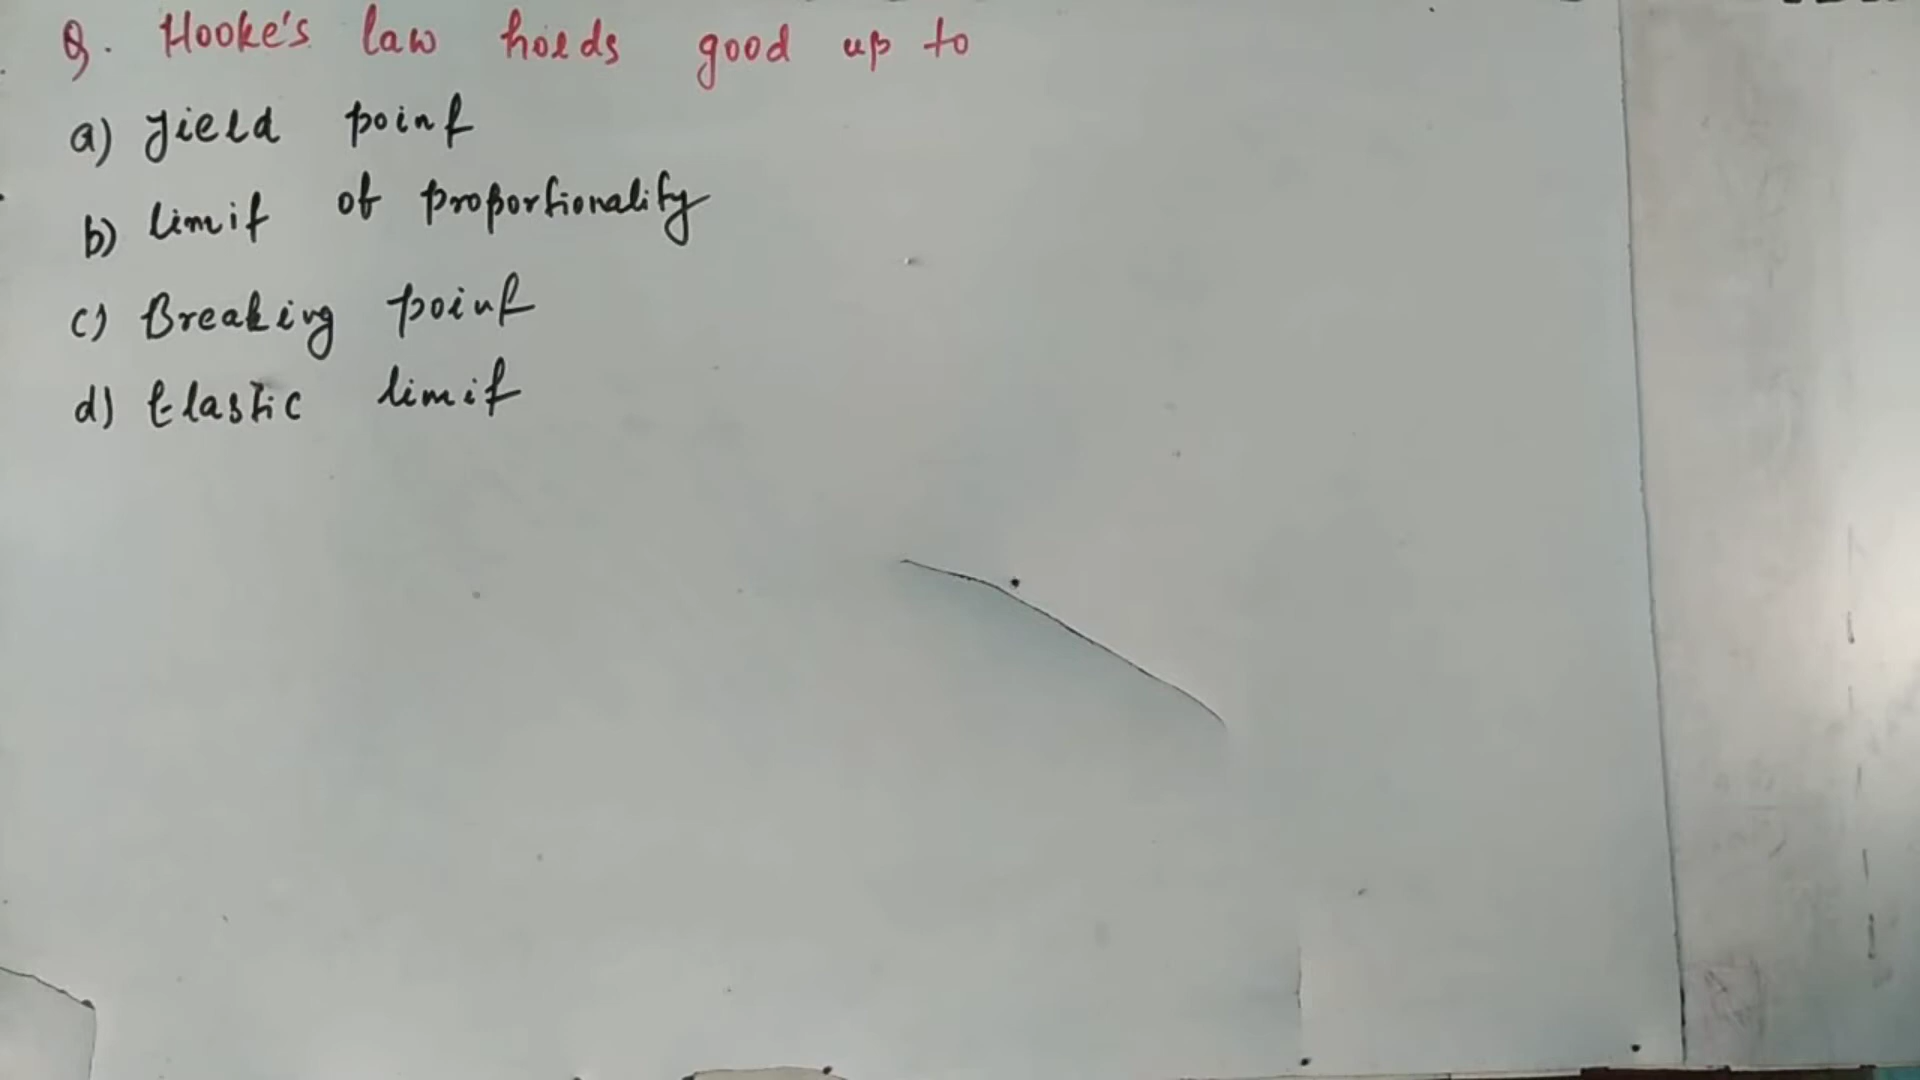 Q. Hooke's law holds good up to
a) yield point
b) limit of proportionality
c) Breaking point
d) Elastic limit